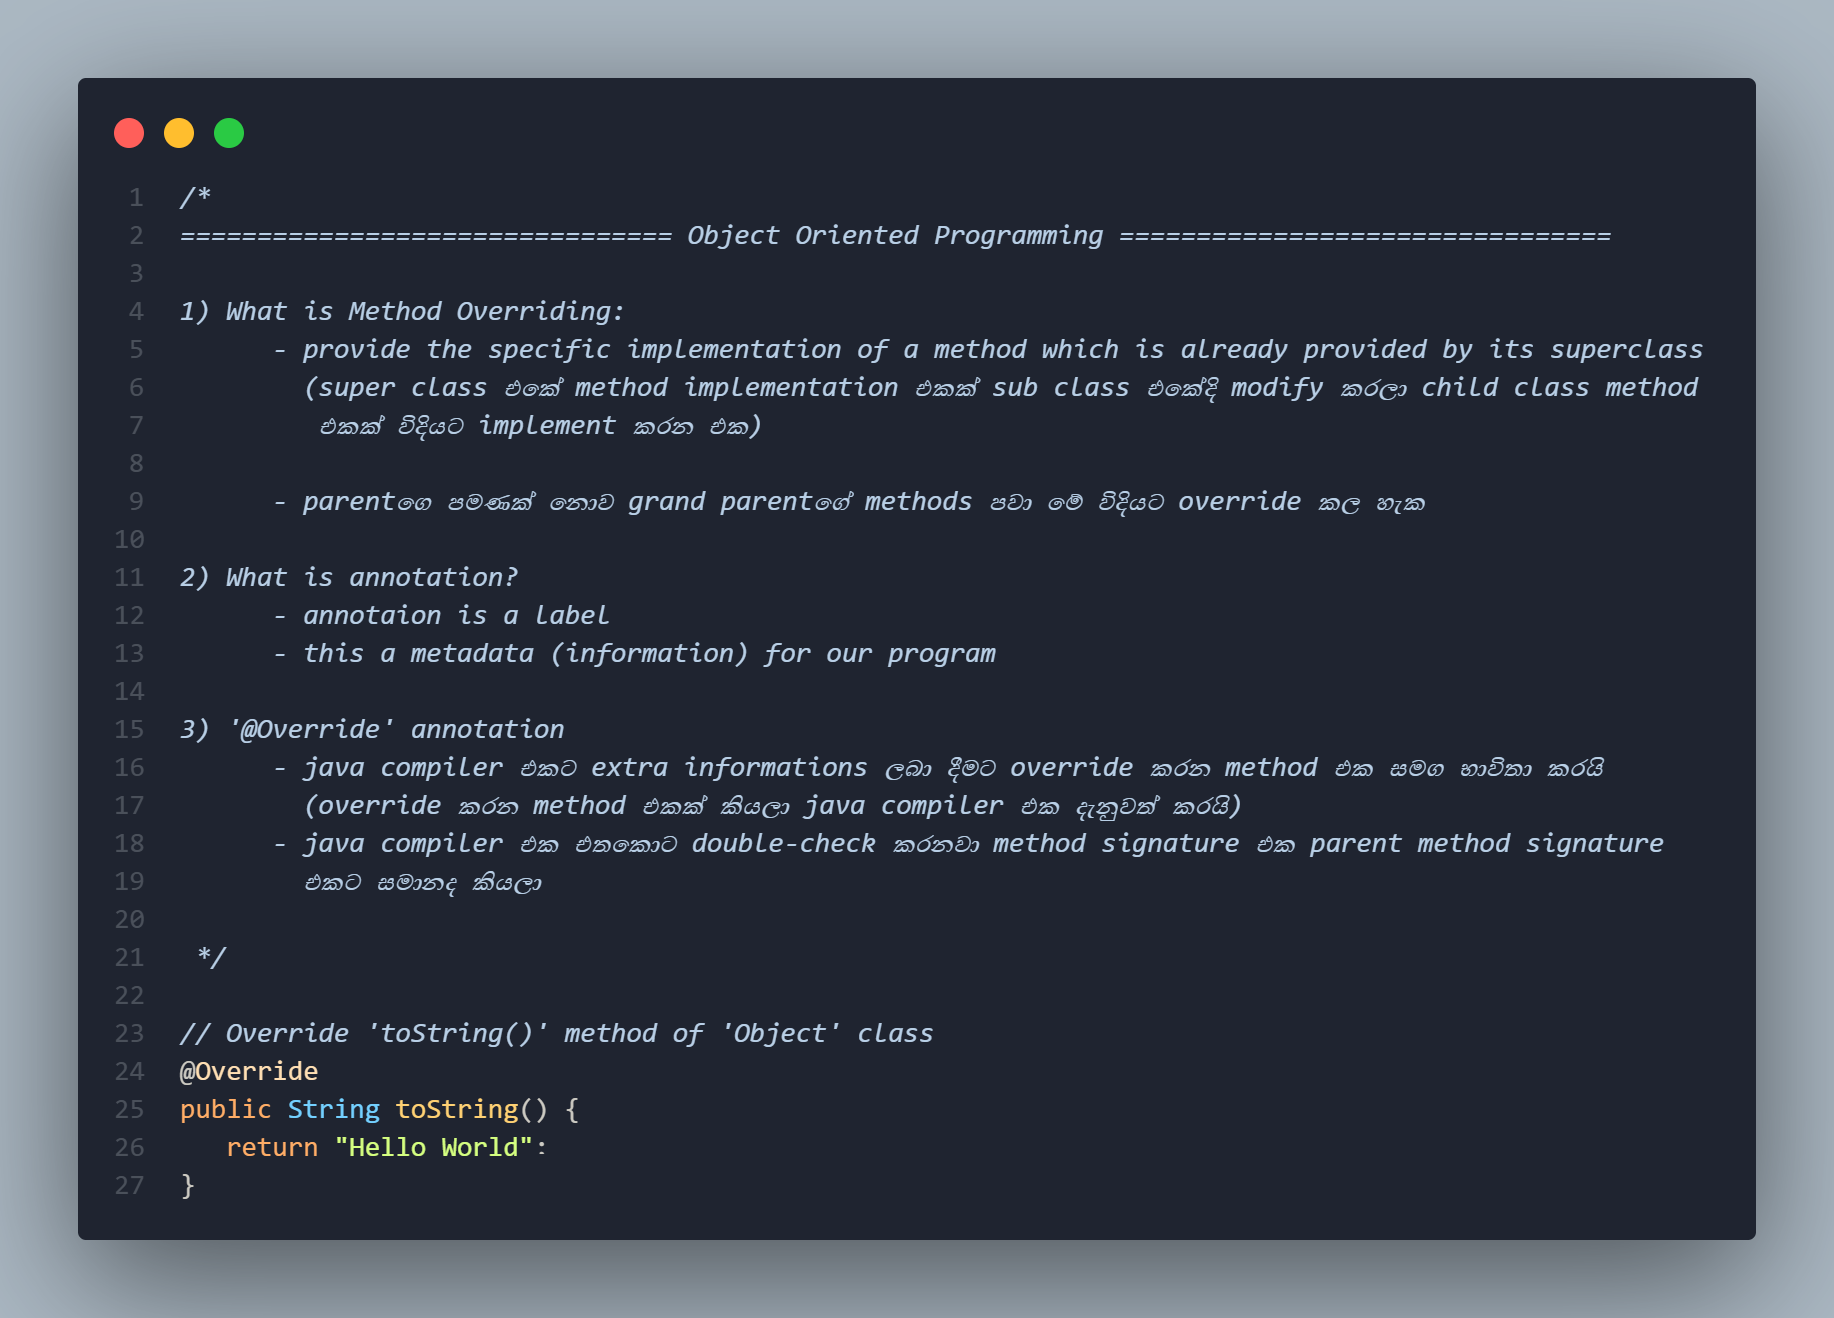 1 /*
2 ================================ Object Oriented Programming ================================
3
4 1) What is Method Overriding:
5 - provide the specific implementation of a method which is already provided by its superclass
6 (super class එකේ method implementation එකක් sub class එකේදි modify කරලා child class method
7 එකක් විදියට implement කරන එක)
8
9 - parentගෙ පමණක් නොව grand parentගේ methods පවා මේ විදියට override කල හැක
10
11 2) What is annotation?
12 - annotaion is a label
13 - this a metadata (information) for our program
14
15 3) '@Override' annotation
16 - java compiler එකට extra informations ලබා දීමට override කරන method එක සමග භාවිතා කරයි
17 (override කරන method එකක් කියලා java compiler එක දැනුවත් කරයි)
18 - java compiler එක එතකොට double-check කරනවා method signature එක parent method signature
19 එකට සමානද කියලා
20
21 */
22
23 // Override 'toString()' method of 'Object' class
24 @Override
25 public String toString() {
26 return "Hello World":
27 }